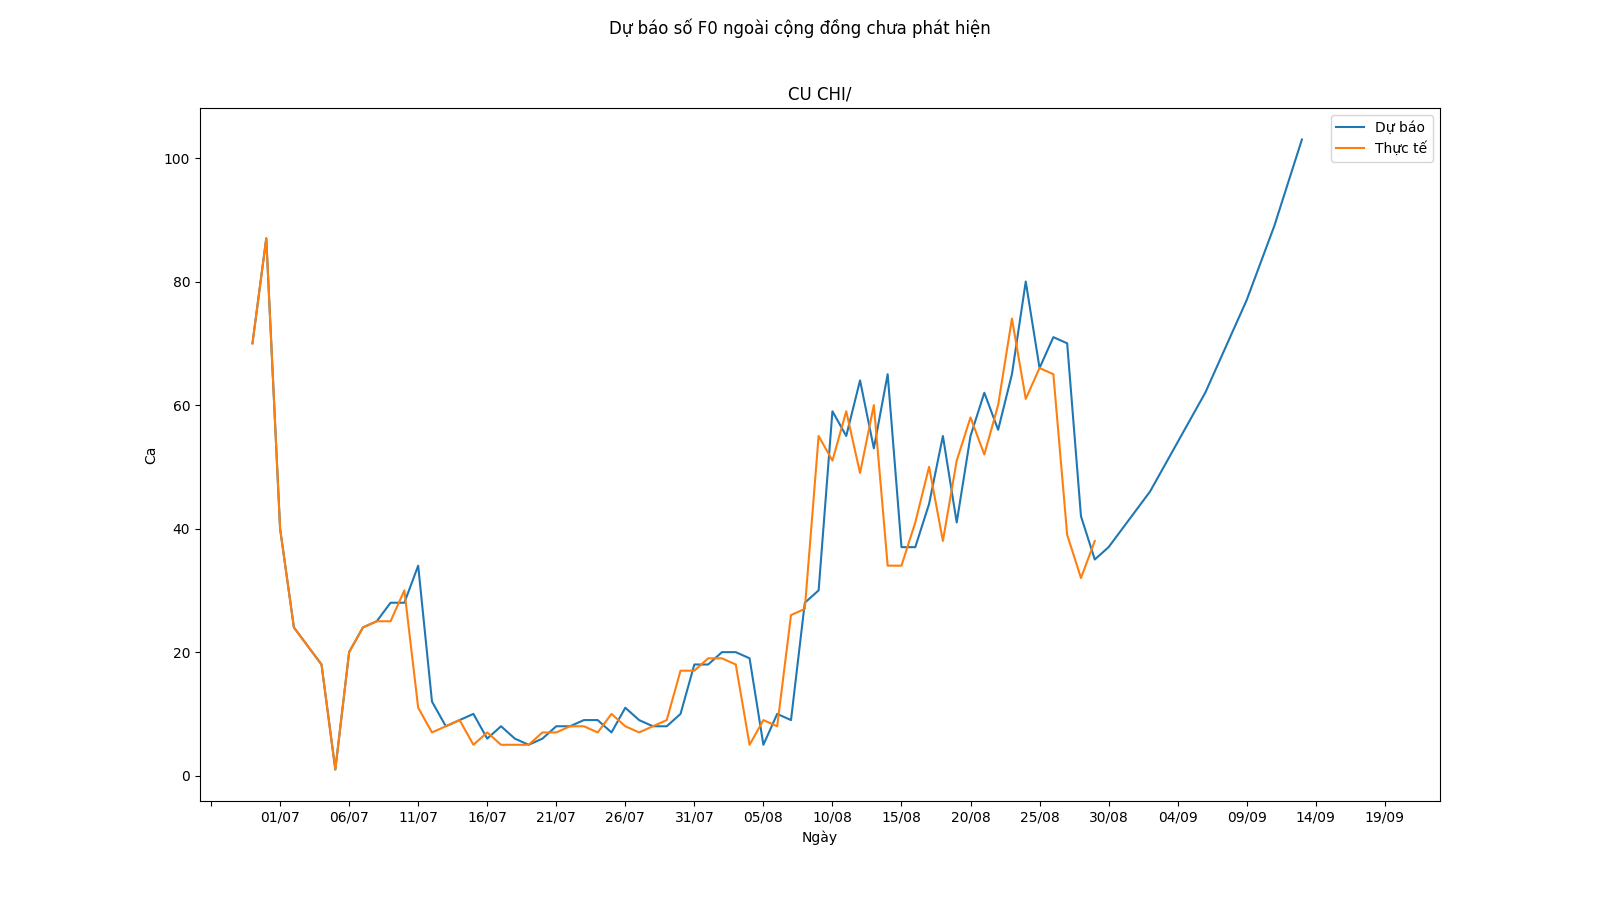 Dự báo số F0 ngoài cộng đồng chưa phát hiện
CU CHI/
Dự báo
Thực tế
100
80
60
40
20
0
Ca
01/07 06/07 11/07 16/07 21/07 26/07 31/07 05/08 10/08 15/08 20/08 25/08 30/08 04/09 09/09 14/09 19/09
Ngày